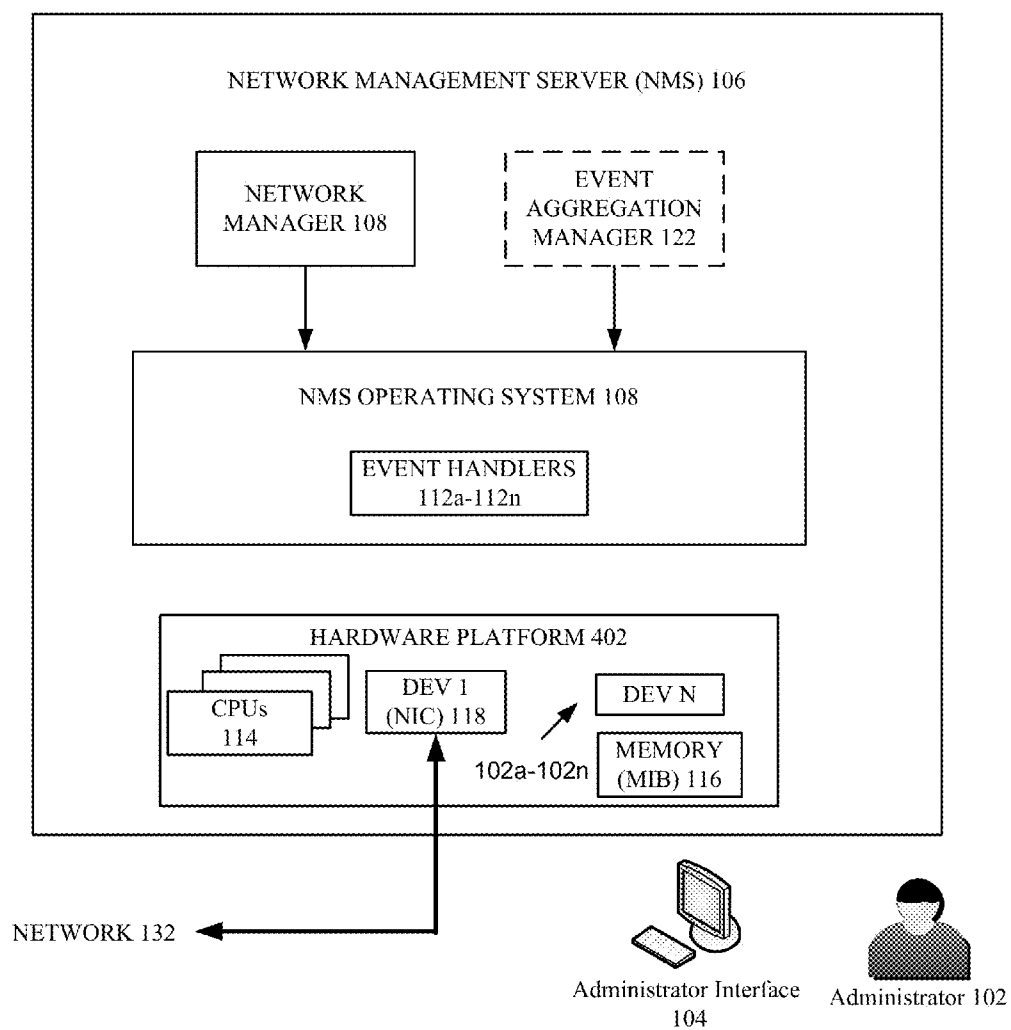 NETWORK MANAGEMENT SERVER (NMS) 106
NETWORK
MANAGER 108
EVENT
AGGREGATION
MANAGER 122
NMS OPERATING SYSTEM 108
EVENT HANDLERS
112a-112n
HARDWARE PLATFORM 402
CPUs
114
DEV 1
(NIC) 118
102a-102n
DEV N
MEMORY
(MIB) 116
NETWORK 132
Administrator Interface
104
Administrator 102